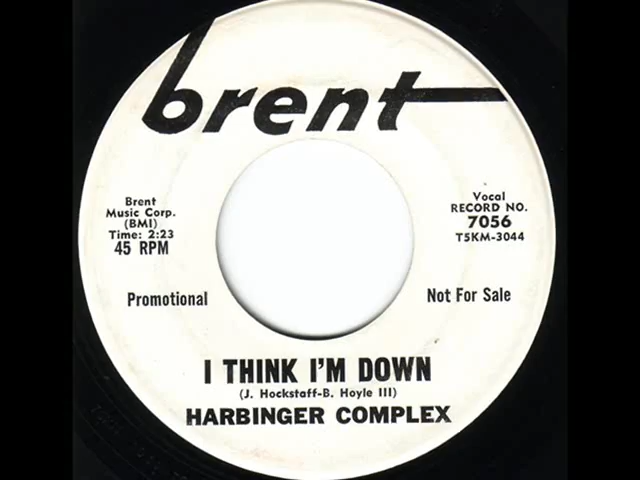 brent
Brent
Music Corp.
(BMI)
Time: 2:23
45 RPM
Vocal
RECORD NO.
7056
T5KM-3044
Promotional
Not For Sale
I THINK I'M DOWN
(J. Hockstaff-B. Hoyle III)
HARBINGER COMPLEX